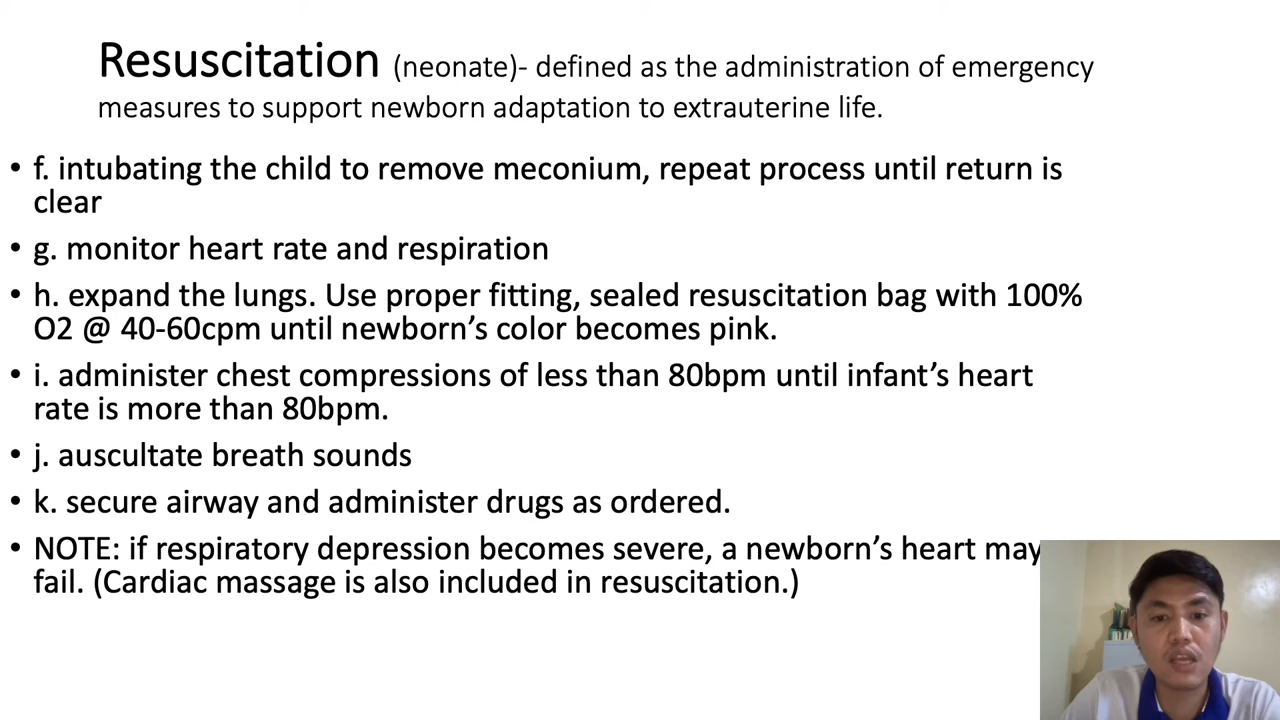 Resuscitation (neonate)- defined as the administration of emergency
measures to support newborn adaptation to extrauterine life.
• f. intubating the child to remove meconium, repeat process until return is
clear
• g. monitor heart rate and respiration
• h. expand the lungs. Use proper fitting, sealed resuscitation bag with 100%
O2 @ 40-60cpm until newborn’s color becomes pink.
• i. administer chest compressions of less than 80bpm until infant’s heart
rate is more than 80bpm.
• j. auscultate breath sounds
• k. secure airway and administer drugs as ordered.
• NOTE: if respiratory depression becomes severe, a newborn’s heart may
fail. (Cardiac massage is also included in resuscitation.)